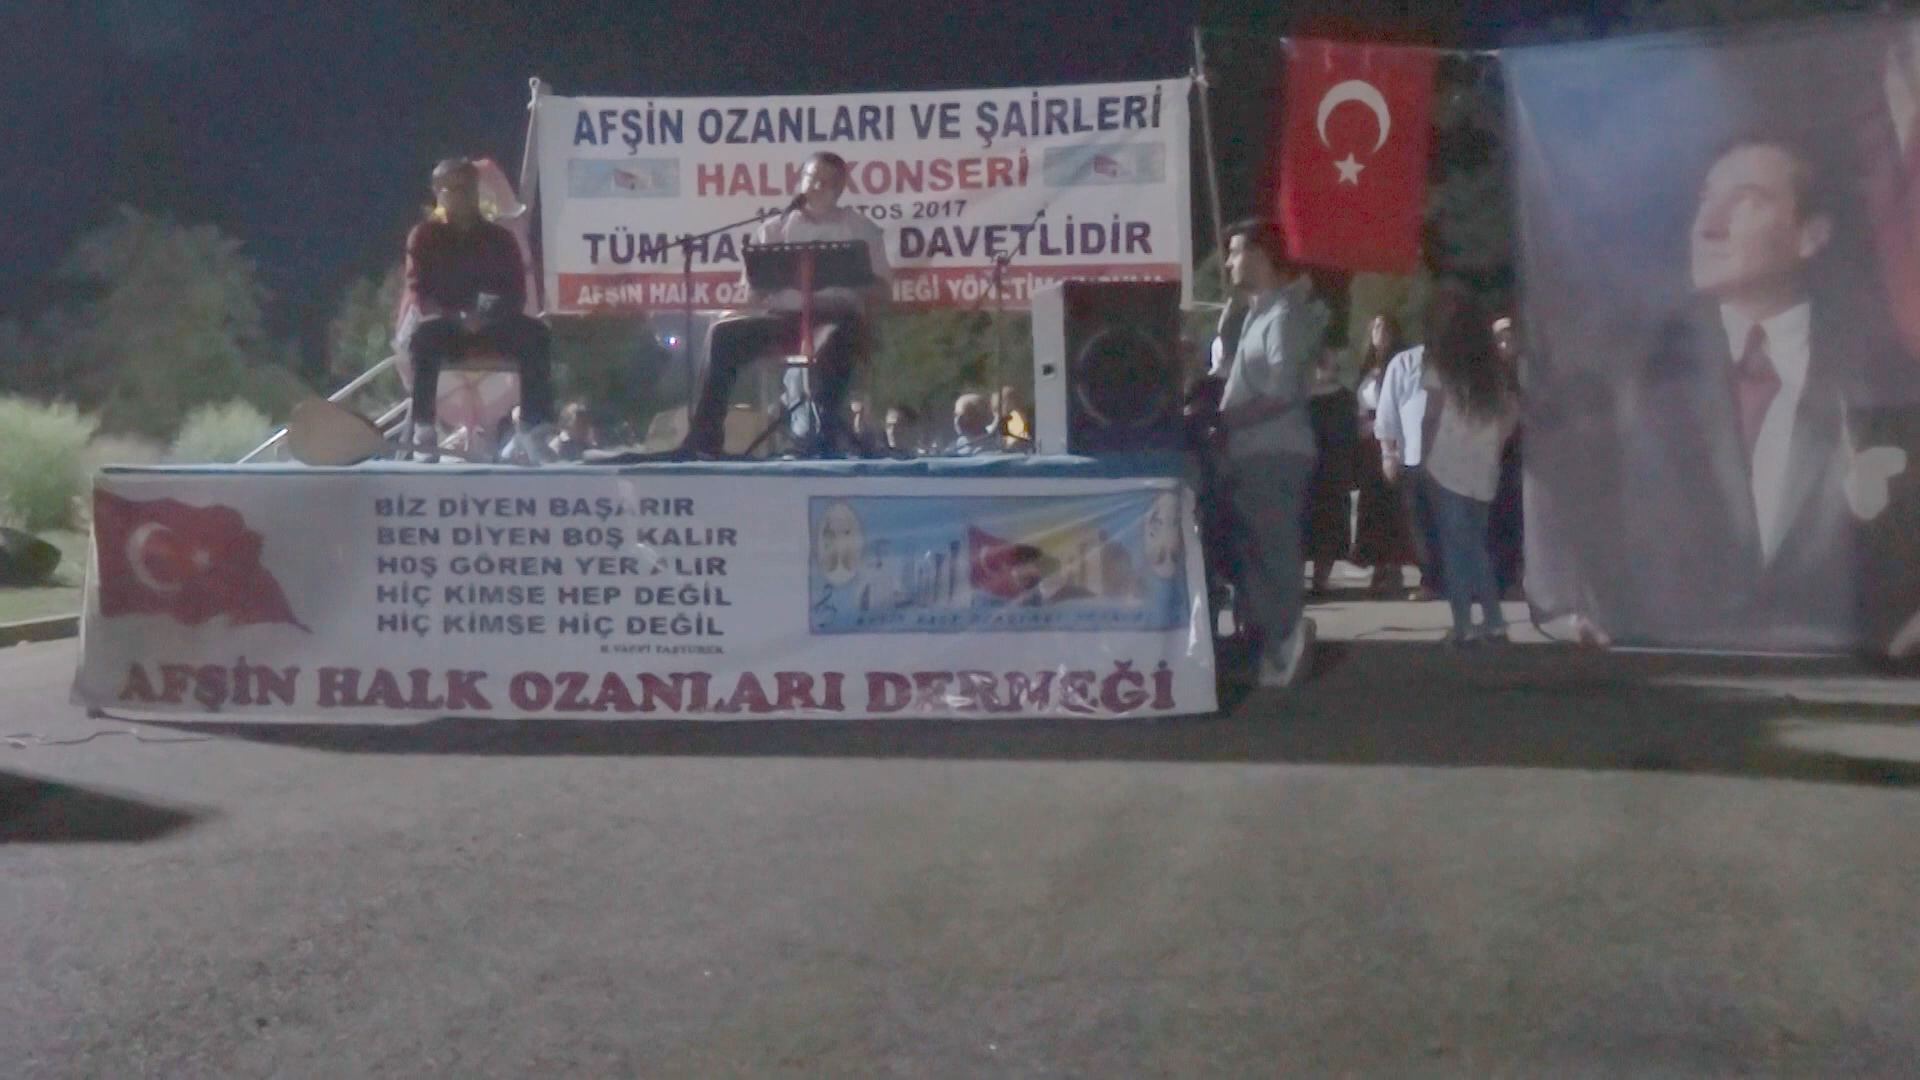 AFŞİN OZANLARI VE ŞAİRLERİ
HALK KONSERİ
2017
TÜM DAVETLİDİR
AFŞİN HALK
BİZ DİYEN BAŞARIR
BEN DİYEN BOŞ KALIR
HOŞ GÖREN YER ALIR
HİÇ KİMSE HEP DEĞİL
HİÇ KİMSE HİÇ DEĞİL
AFŞİN HALK OZANLARI DERNEĞİ